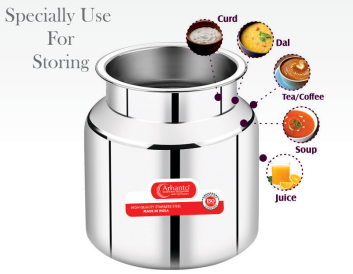 Specially Use
For
Storing
Curd
Dal
Tea/Coffee
Soup
Juice
Arhanto
HIGH QUALITY STAINLESS STEEL
MADE IN INDIA